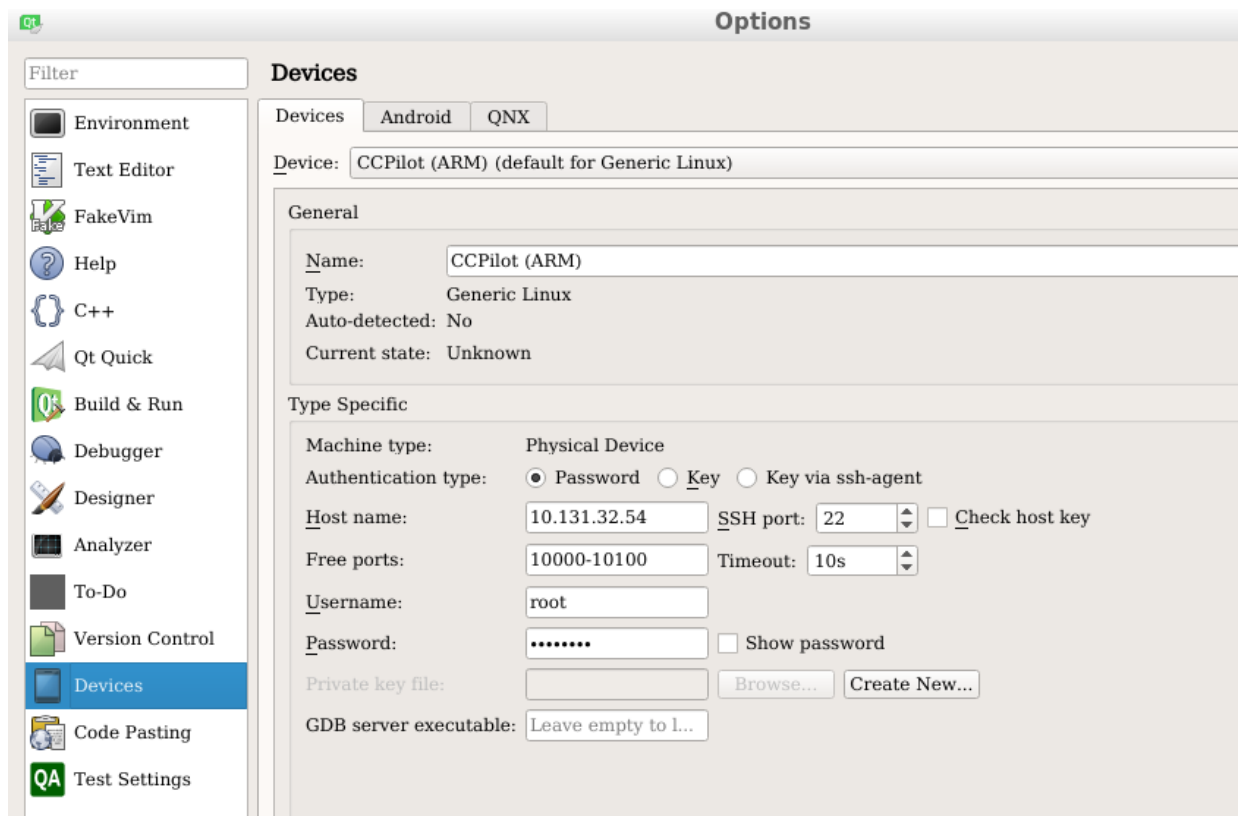 Options
Filter
Environment
Text Editor
FakeVim
Help
C++
Qt Quick
Build & Run
Debugger
Designer
Analyzer
To-Do
Version Control
Devices
Code Pasting
Test Settings
Devices
Devices Android QNX
Device: CCPilot (ARM) (default for Generic Linux)
General
Name: CCPilot (ARM)
Type: Generic Linux
Auto-detected: No
Current state: Unknown
Type Specific
Machine type: Physical Device
Authentication type: Password Key Key via ssh-agent
Host name: 10.131.32.54 SSH port: 22 Check host key
Free ports: 10000-10100 Timeout: 10s
Username: root
Password: •••••••• Show password
Private key file: Browse... Create New...
GDB server executable: Leave empty to l...